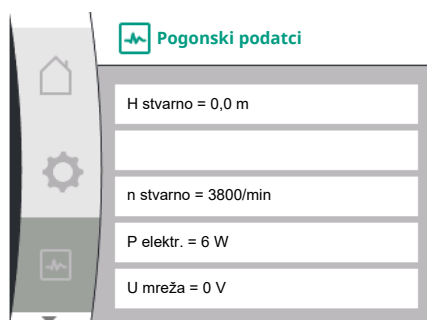 Pogonski podatci
H stvarno = 0,0 m
n stvarno = 3800/min
P elektr. = 6 W
U mreža = 0 V